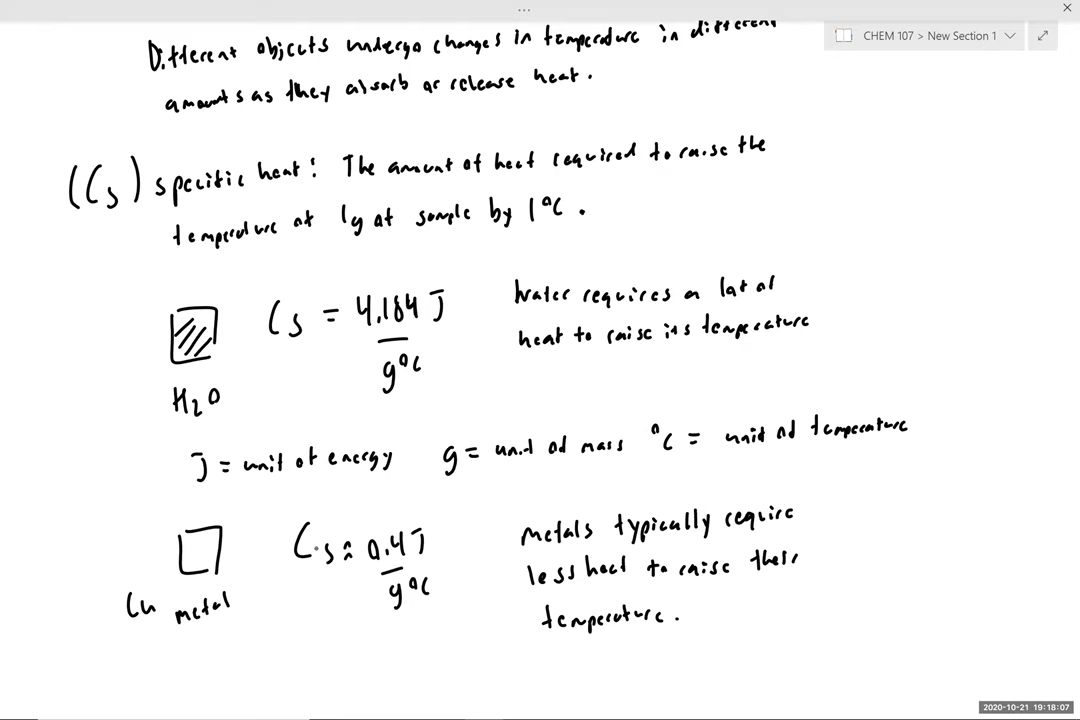 CHEM 107 > New Section 1
Different objects undergo changes in temperature in different
amounts as they absorb or release heat.
(Cs) specific heat: The amount of heat required to raise the
temperature of 1g of sample by 1°C.
Cs = 4.184 J
g°C
Water requires a lot of
heat to raise its temperature
H2O
J = unit of energy g = unit of mass °C = unit of temperature
Cs ≈ 0.4 J
g°C
metals typically require
less heat to raise their
temperature.
Cu metal
2020-10-21 19:18:07